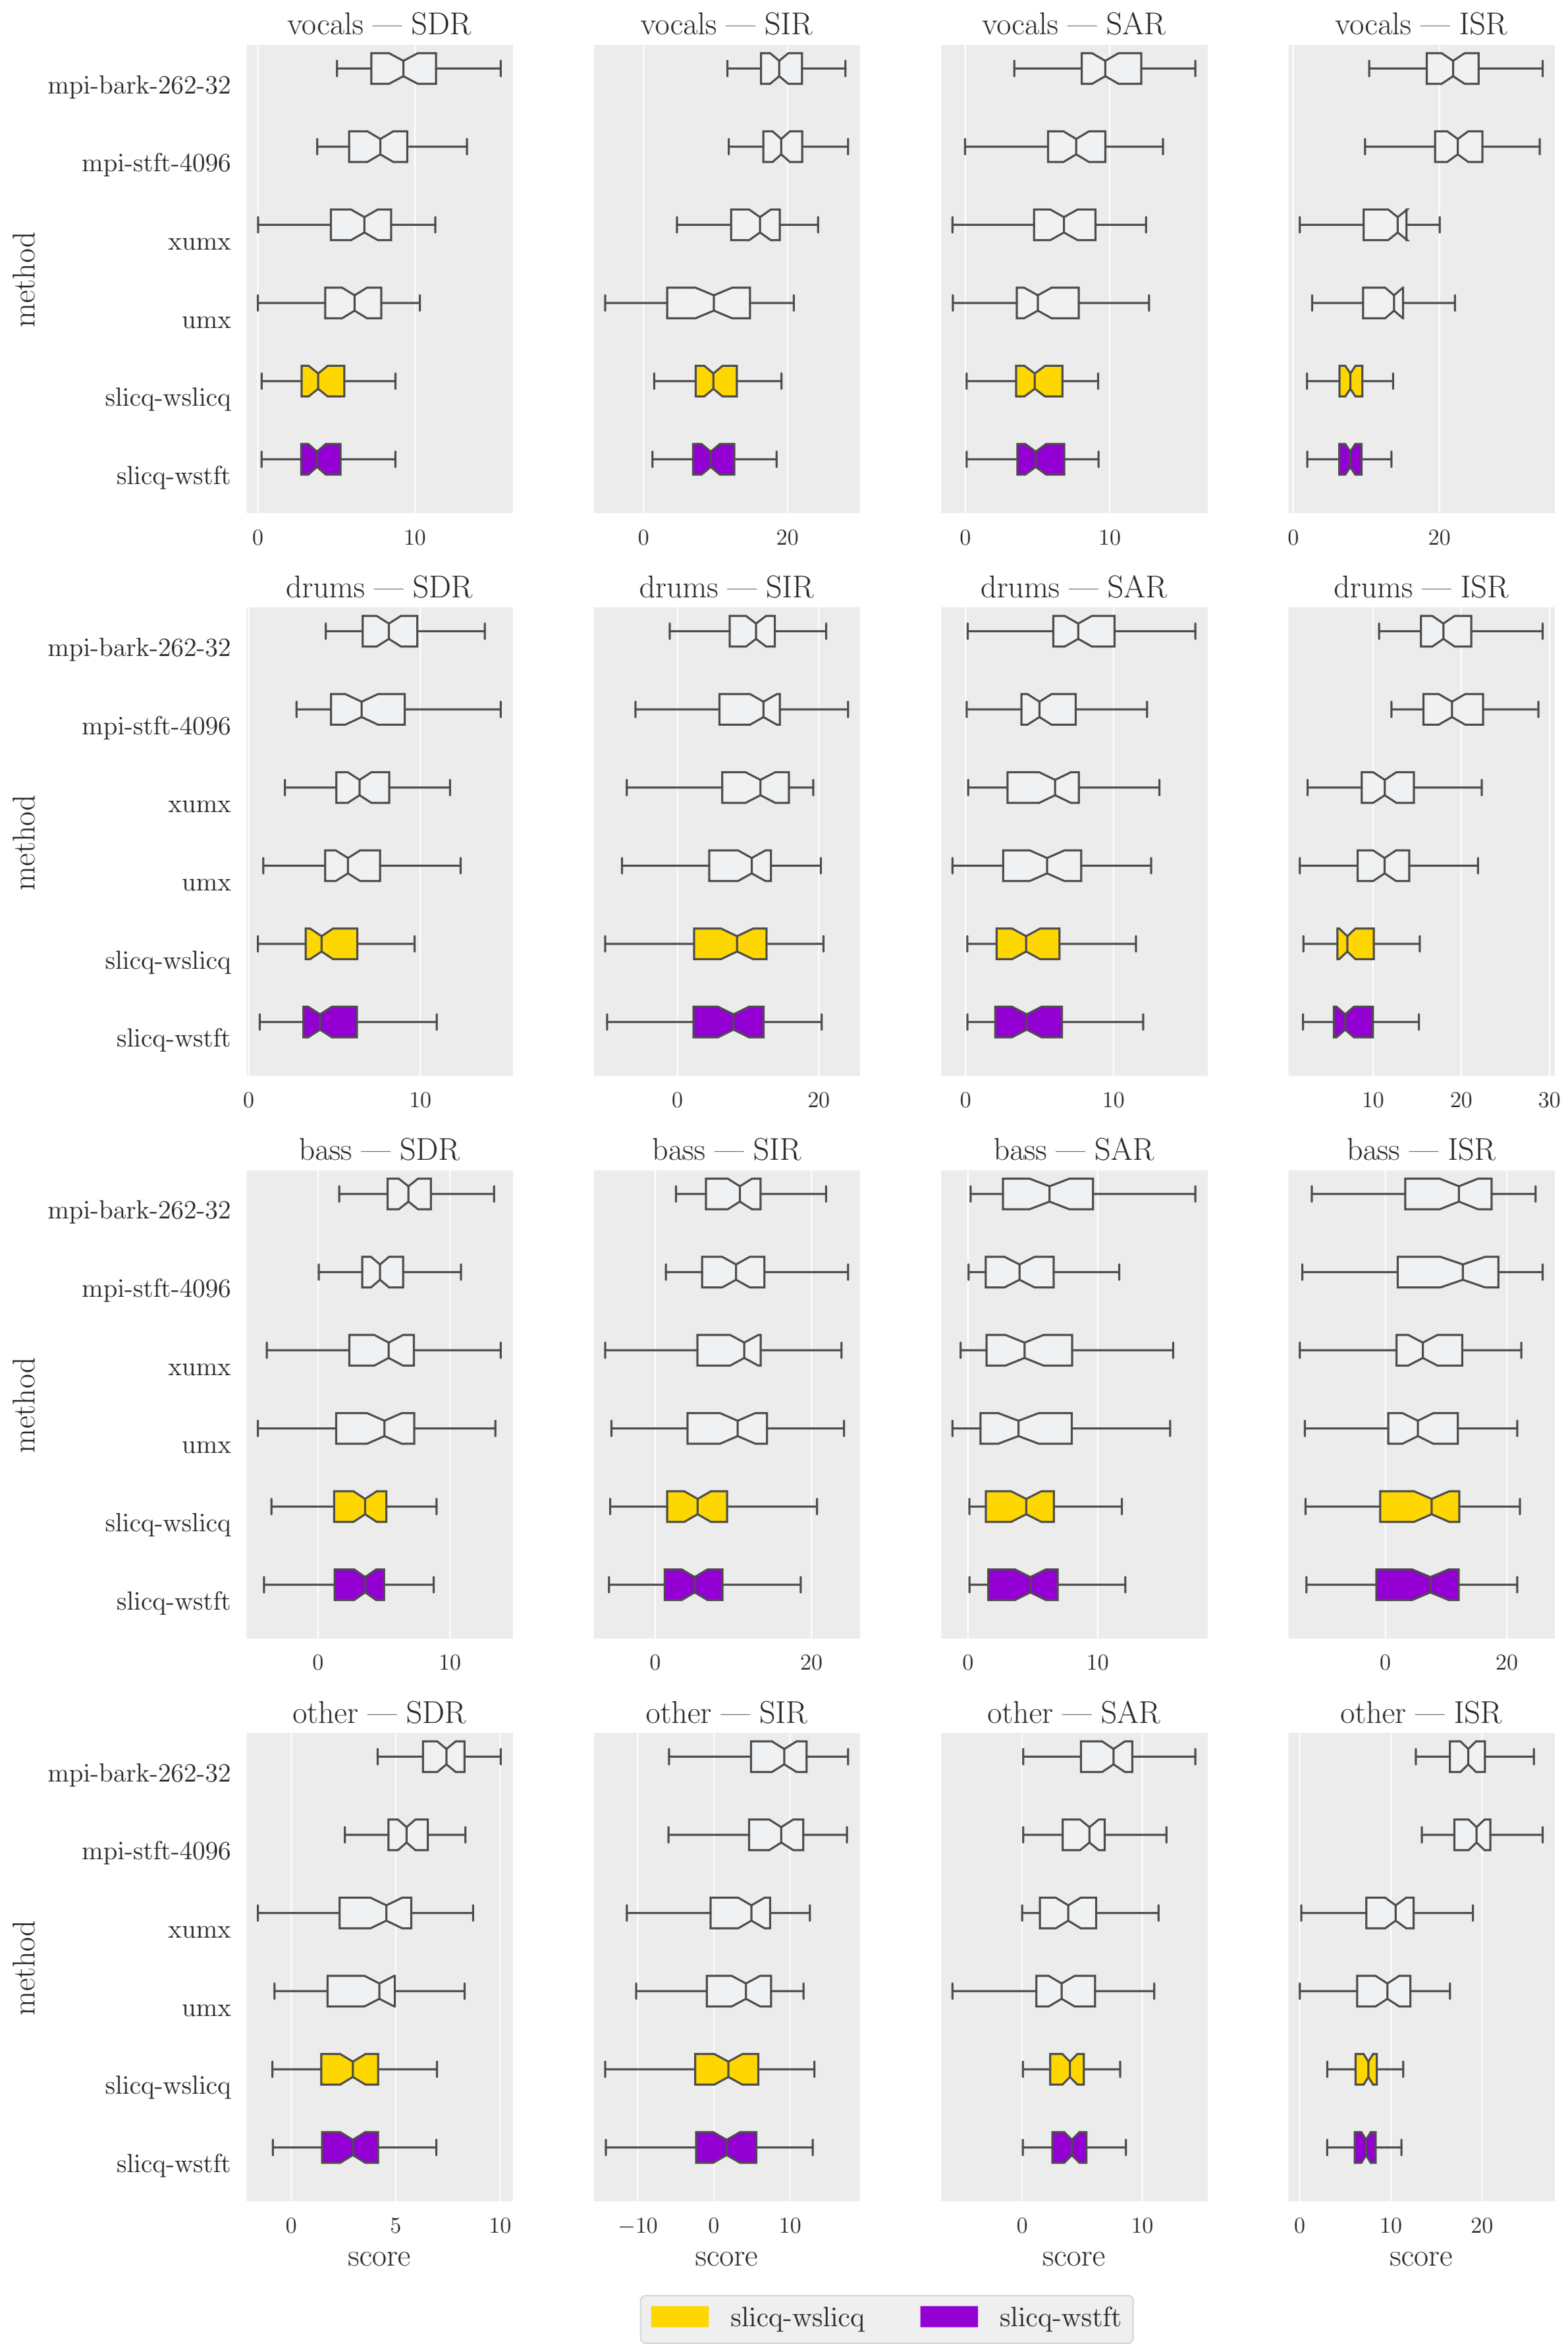 vocals — SDR
vocals — SIR
vocals — SAR
vocals — ISR
method
mpi-bark-262-32
mpi-stft-4096
xumx
umx
slicq-wslicq
slicq-wstft
0 10
0 20
0 10
0 20
drums — SDR
drums — SIR
drums — SAR
drums — ISR
method
mpi-bark-262-32
mpi-stft-4096
xumx
umx
slicq-wslicq
slicq-wstft
0 10
0 20
0 10
10 20 30
bass — SDR
bass — SIR
bass — SAR
bass — ISR
method
mpi-bark-262-32
mpi-stft-4096
xumx
umx
slicq-wslicq
slicq-wstft
0 10
0 20
0 10
0 20
other — SDR
other — SIR
other — SAR
other — ISR
method
mpi-bark-262-32
mpi-stft-4096
xumx
umx
slicq-wslicq
slicq-wstft
0 5 10
−10 0 10
0 10
0 10 20
score
score
score
score
slicq-wslicq
slicq-wstft